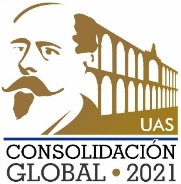 UAS
CONSOLIDACIÓN
GLOBAL • 2021